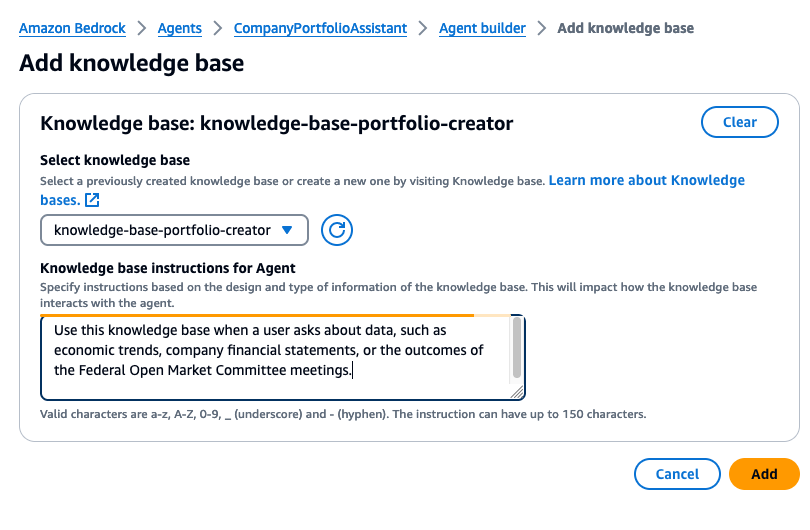 Amazon Bedrock > Agents > CompanyPortfolioAssistant > Agent builder > Add knowledge base
Add knowledge base
Knowledge base: knowledge-base-portfolio-creator
Clear
Select knowledge base
Select a previously created knowledge base or create a new one by visiting Knowledge base. Learn more about Knowledge
bases.
knowledge-base-portfolio-creator
Knowledge base instructions for Agent
Specify instructions based on the design and type of information of the knowledge base. This will impact how the knowledge base
interacts with the agent.
Use this knowledge base when a user asks about data, such as
economic trends, company financial statements, or the outcomes of
the Federal Open Market Committee meetings.
Valid characters are a-z, A-Z, 0-9, _ (underscore) and - (hyphen). The instruction can have up to 150 characters.
Cancel
Add